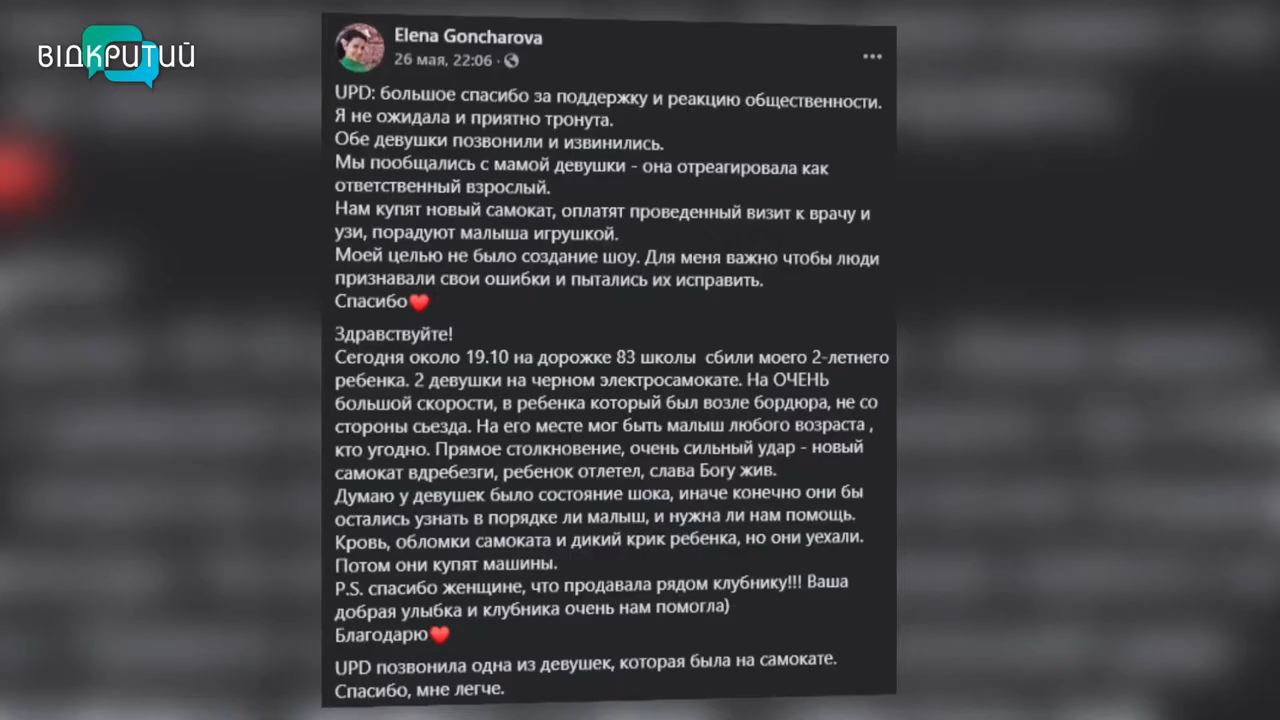 ВІДКРИТИЙ
Elena Goncharova
26 мая, 22:06 ·
UPD: большое спасибо за поддержку и реакцию общественности.
Я не ожидала и приятно тронута.
Обе девушки позвонили и извинились.
Мы пообщались с мамой девушки - она отреагировала как
ответственный взрослый.
Нам купят новый самокат, оплатят проведенный визит к врачу и
узи, порадуют малыша игрушкой.
Моей целью не было создание шоу. Для меня важно чтобы люди
признавали свои ошибки и пытались их исправить.
Спасибо❤️
Здравствуйте!
Сегодня около 19.10 на дорожке 83 школы сбили моего 2-летнего
ребенка. 2 девушки на черном электросамокате. На ОЧЕНЬ
большой скорости, в ребенка который был возле бордюра, не со
стороны сьезда. На его месте мог быть малыш любого возраста ,
кто угодно. Прямое столкновение, очень сильный удар - новый
самокат вдребезги, ребенок отлетел, слава Богу жив.
Думаю у девушек было состояние шока, иначе конечно они бы
остались узнать в порядке ли малыш, и нужна ли нам помощь.
Кровь, обломки самоката и дикий крик ребенка, но они уехали.
Потом они купят машины.
P.S. спасибо женщине, что продавала рядом клубнику!!! Ваша
добрая улыбка и клубника очень нам помогла)
Благодарю❤️
UPD позвонила одна из девушек, которая была на самокате.
Спасибо, мне легче.